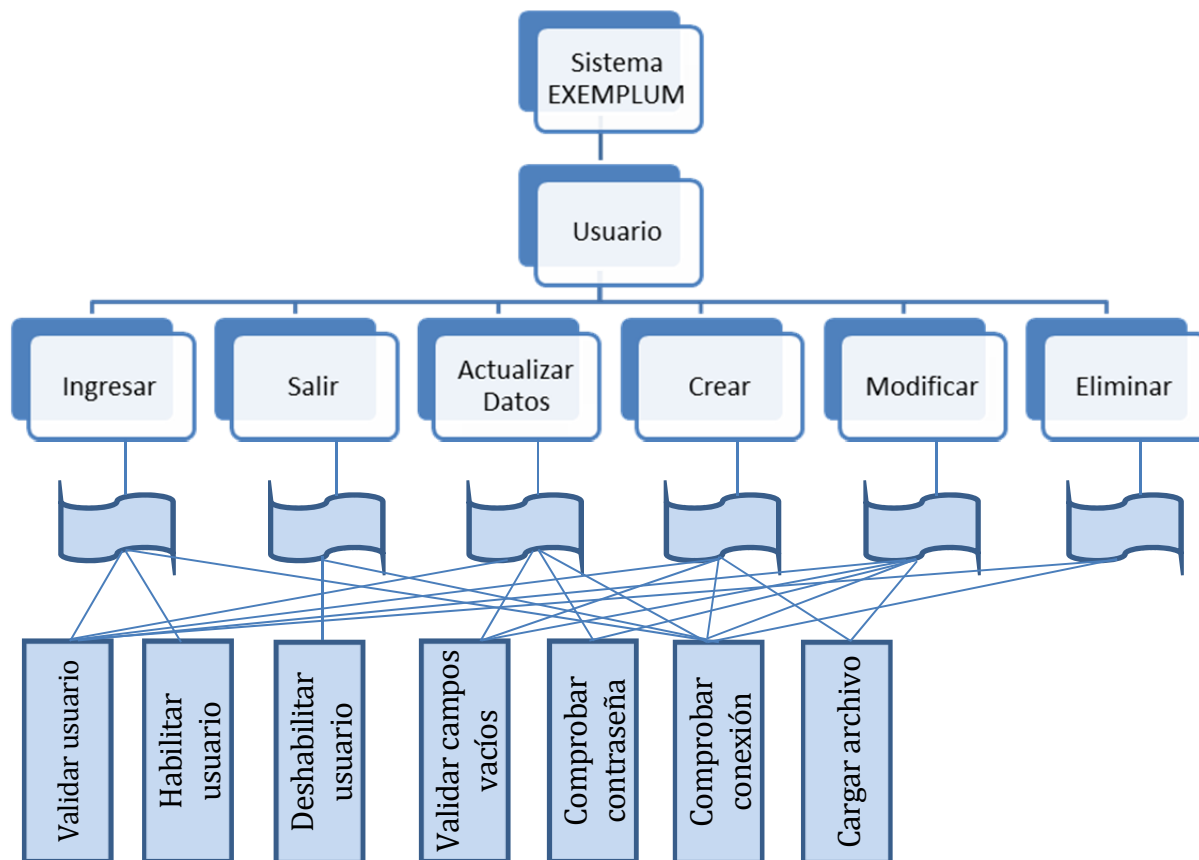 Sistema
EXEMPLUM
Usuario
Ingresar
Salir
Actualizar
Datos
Crear
Modificar
Eliminar
Validar usuario
Habilitar
usuario
Deshabilitar
usuario
Validar campos
vacíos
Comprobar
contraseña
Comprobar
conexión
Cargar archivo